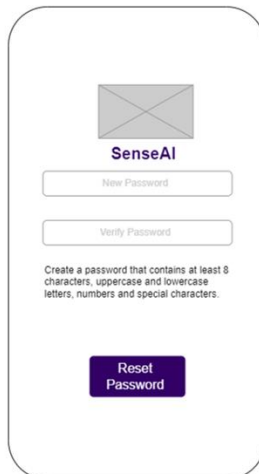 SenseAI
New Password
Verify Password
Create a password that contains at least 8
characters, uppercase and lowercase
letters, numbers and special characters.
Reset
Password